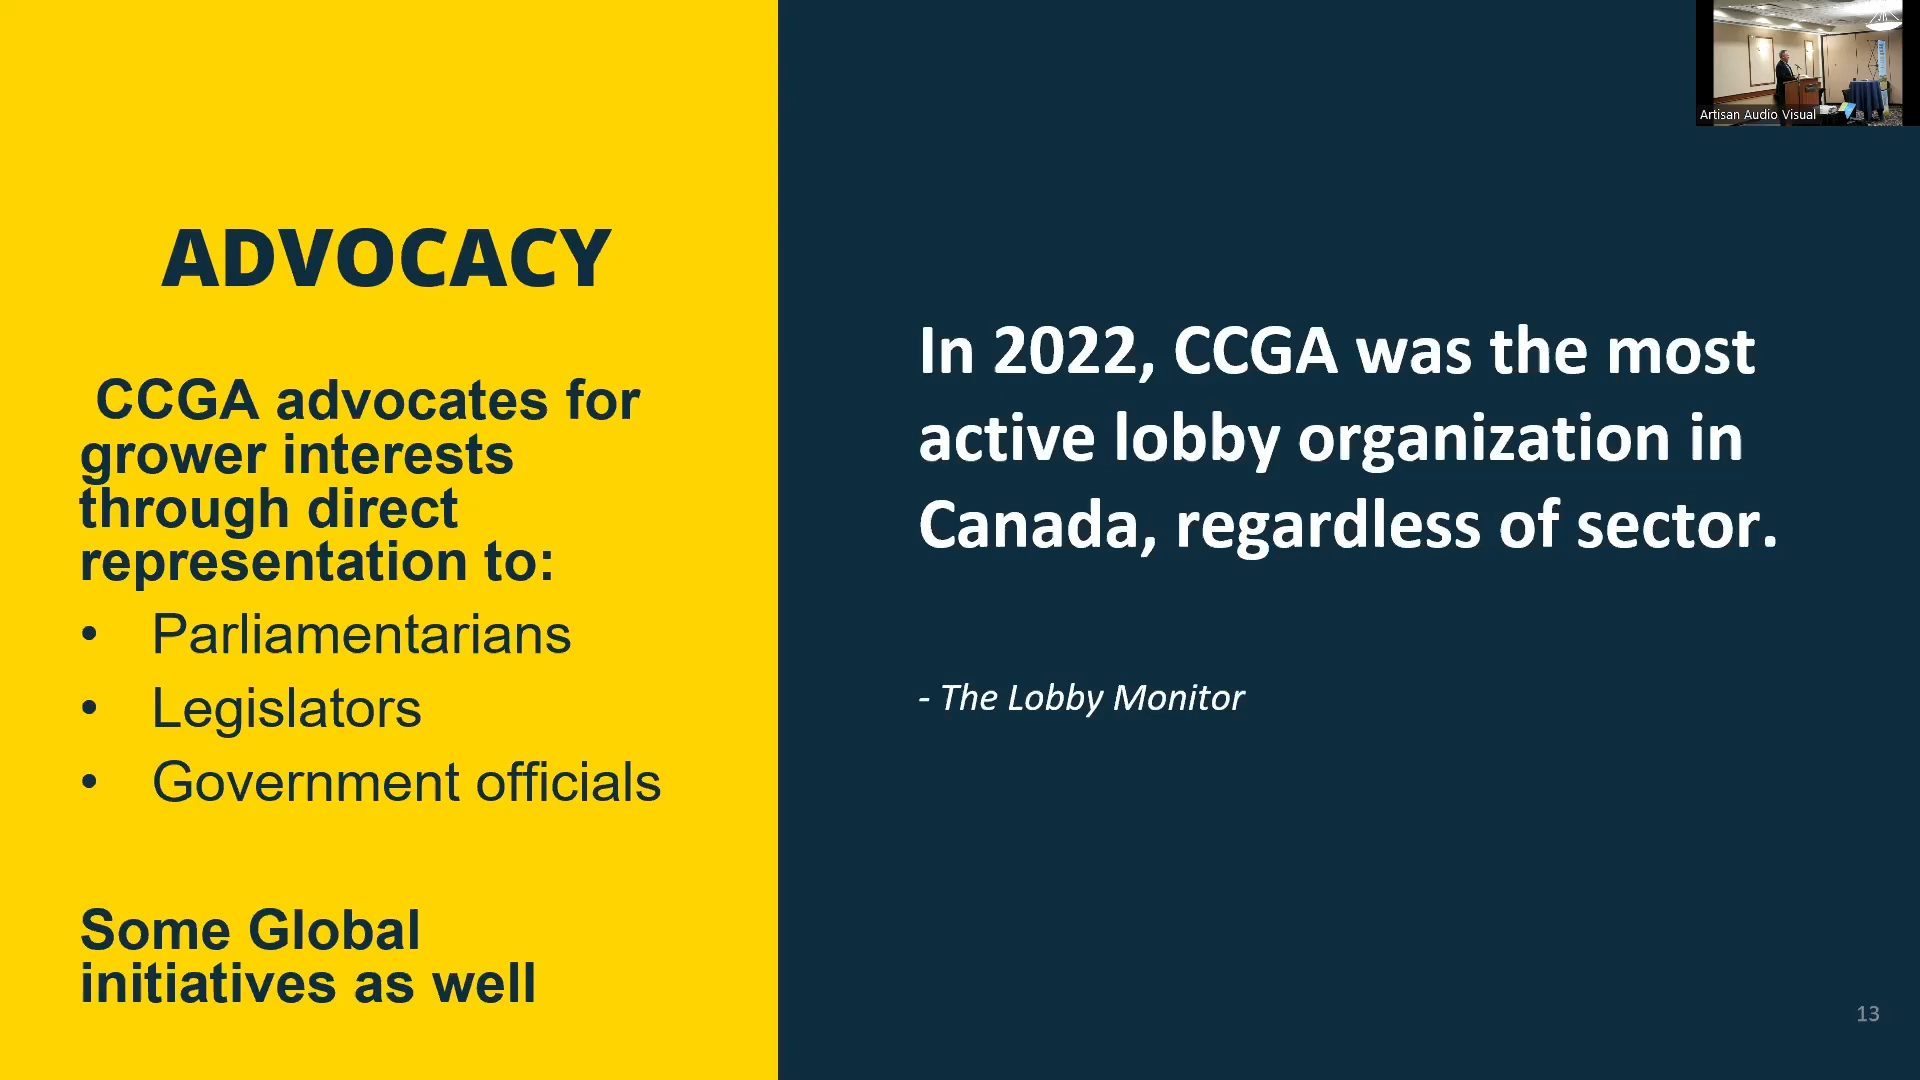 ADVOCACY
CCGA advocates for
grower interests
through direct
representation to:
• Parliamentarians
• Legislators
• Government officials
Some Global
initiatives as well
In 2022, CCGA was the most
active lobby organization in
Canada, regardless of sector.
- The Lobby Monitor
Artisan Audio Visual
13